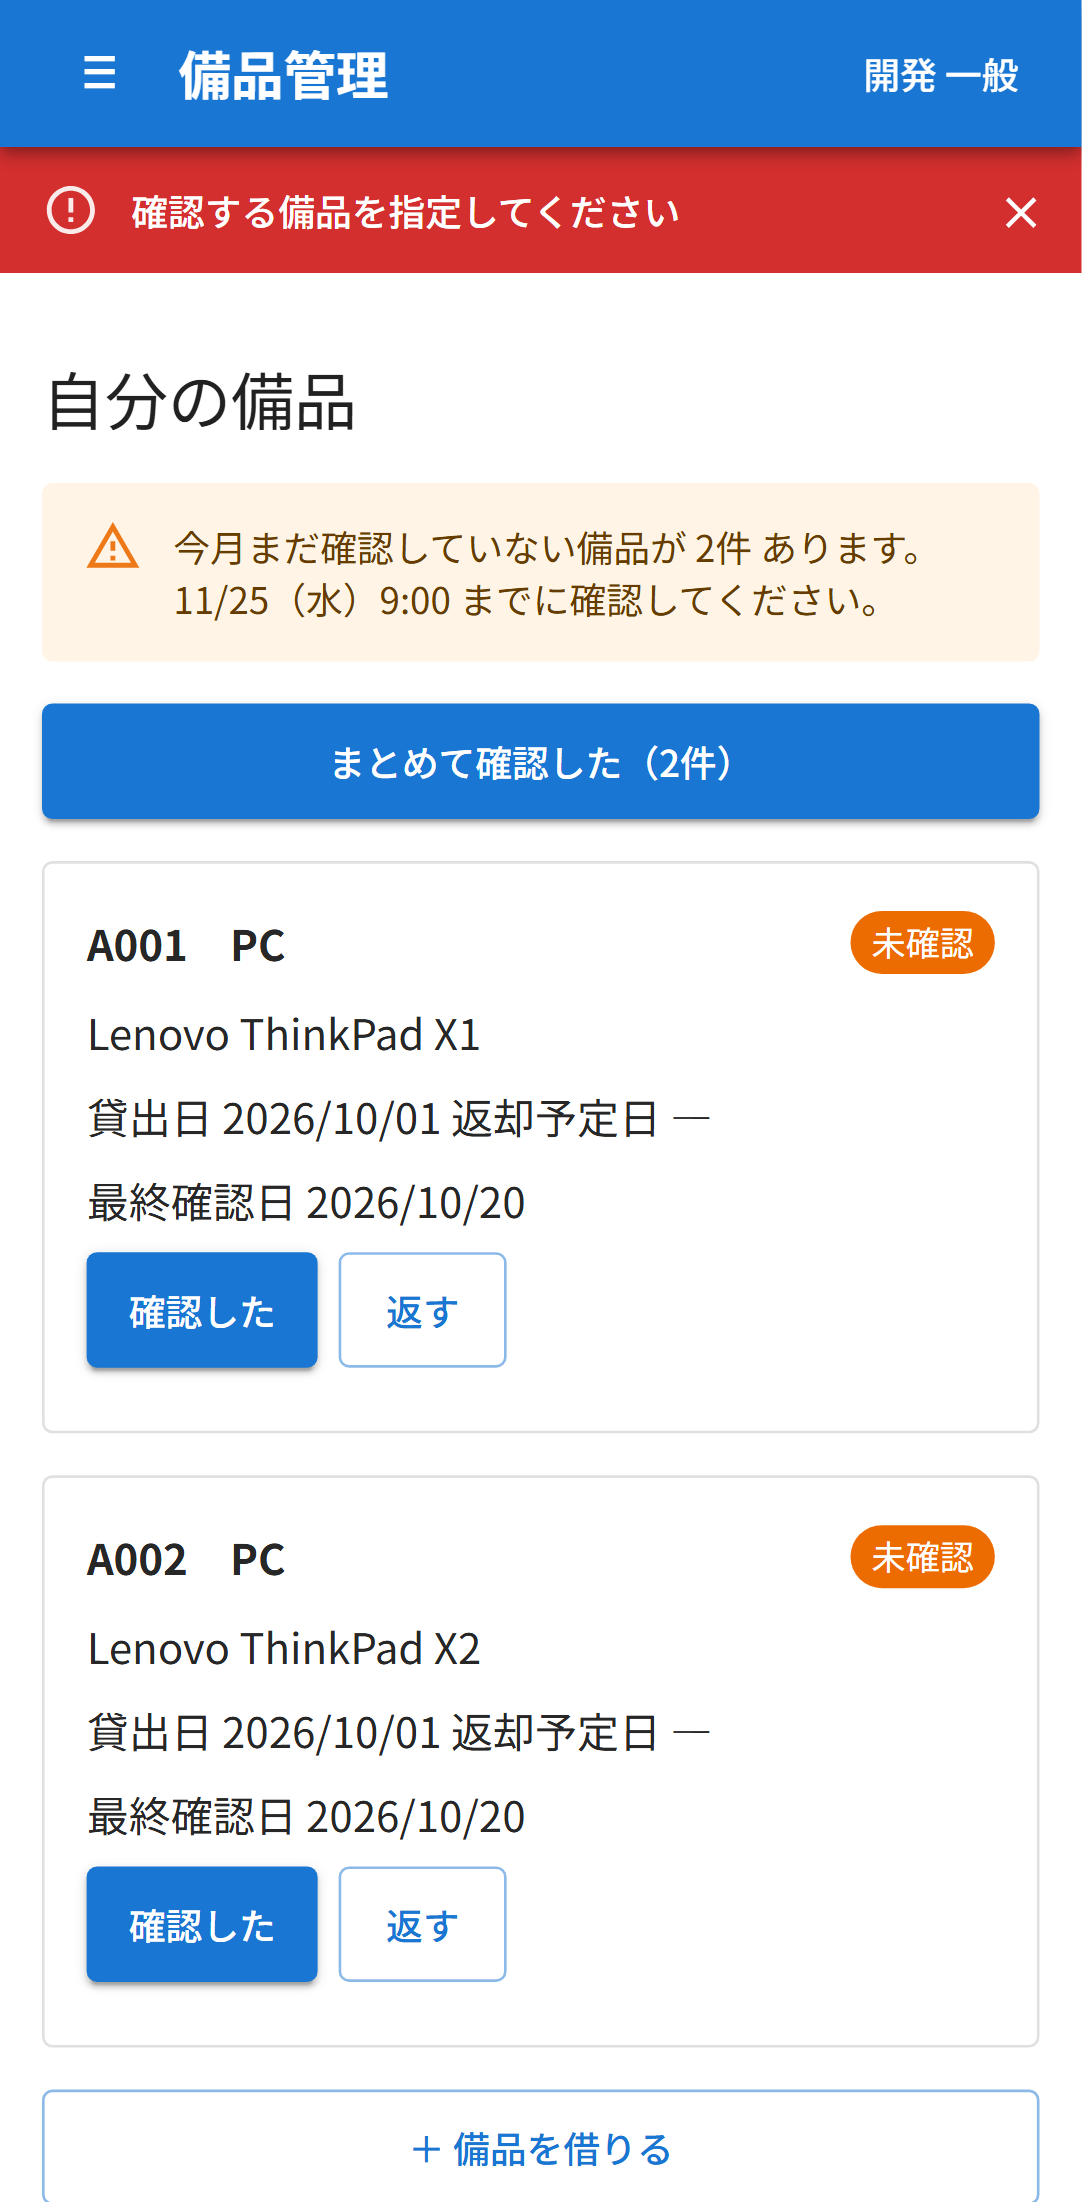 備品管理
開発 一般
確認する備品を指定してください
自分の備品
今月まだ確認していない備品が 2件 あります。
11/25（水）9:00 までに確認してください。
まとめて確認した（2件）
A001　PC
未確認
Lenovo ThinkPad X1
貸出日 2026/10/01 返却予定日 —
最終確認日 2026/10/20
確認した
返す
A002　PC
未確認
Lenovo ThinkPad X2
貸出日 2026/10/01 返却予定日 —
最終確認日 2026/10/20
確認した
返す
＋ 備品を借りる